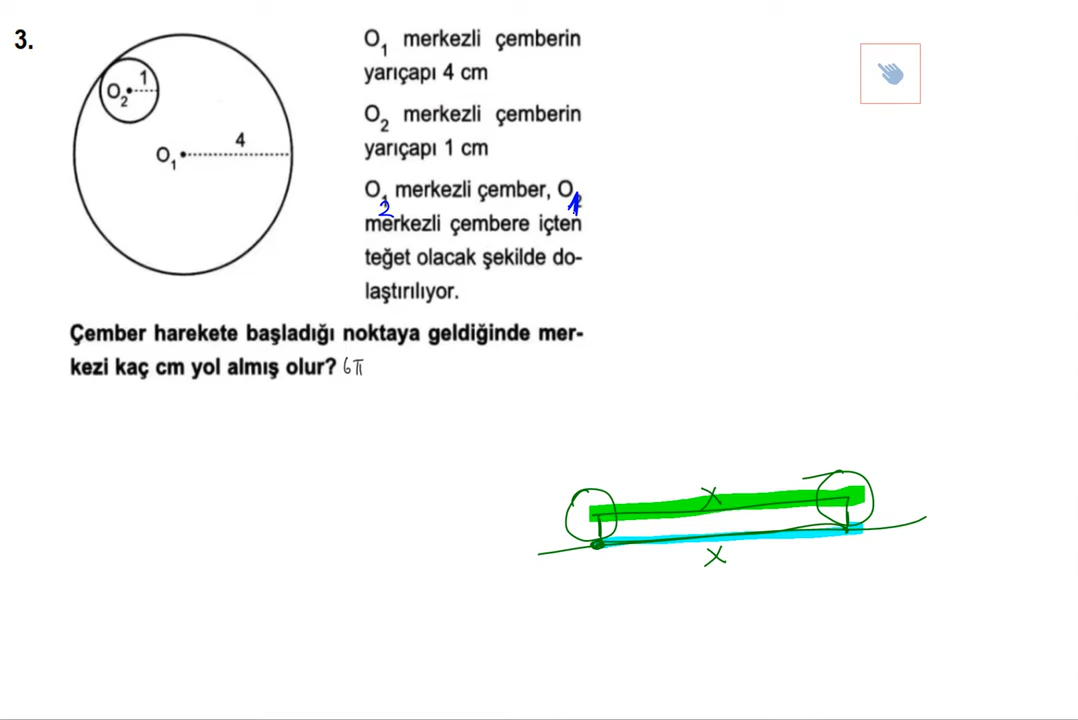 3.
O₂ 1
O₁ 4
O₁ merkezli çemberin
yarıçapı 4 cm
O₂ merkezli çemberin
yarıçapı 1 cm
O₂ merkezli çember, O₁
merkezli çembere içten
teğet olacak şekilde do-
laştırılıyor.
Çember harekete başladığı noktaya geldiğinde mer-
kezi kaç cm yol almış olur? 6π
x
x